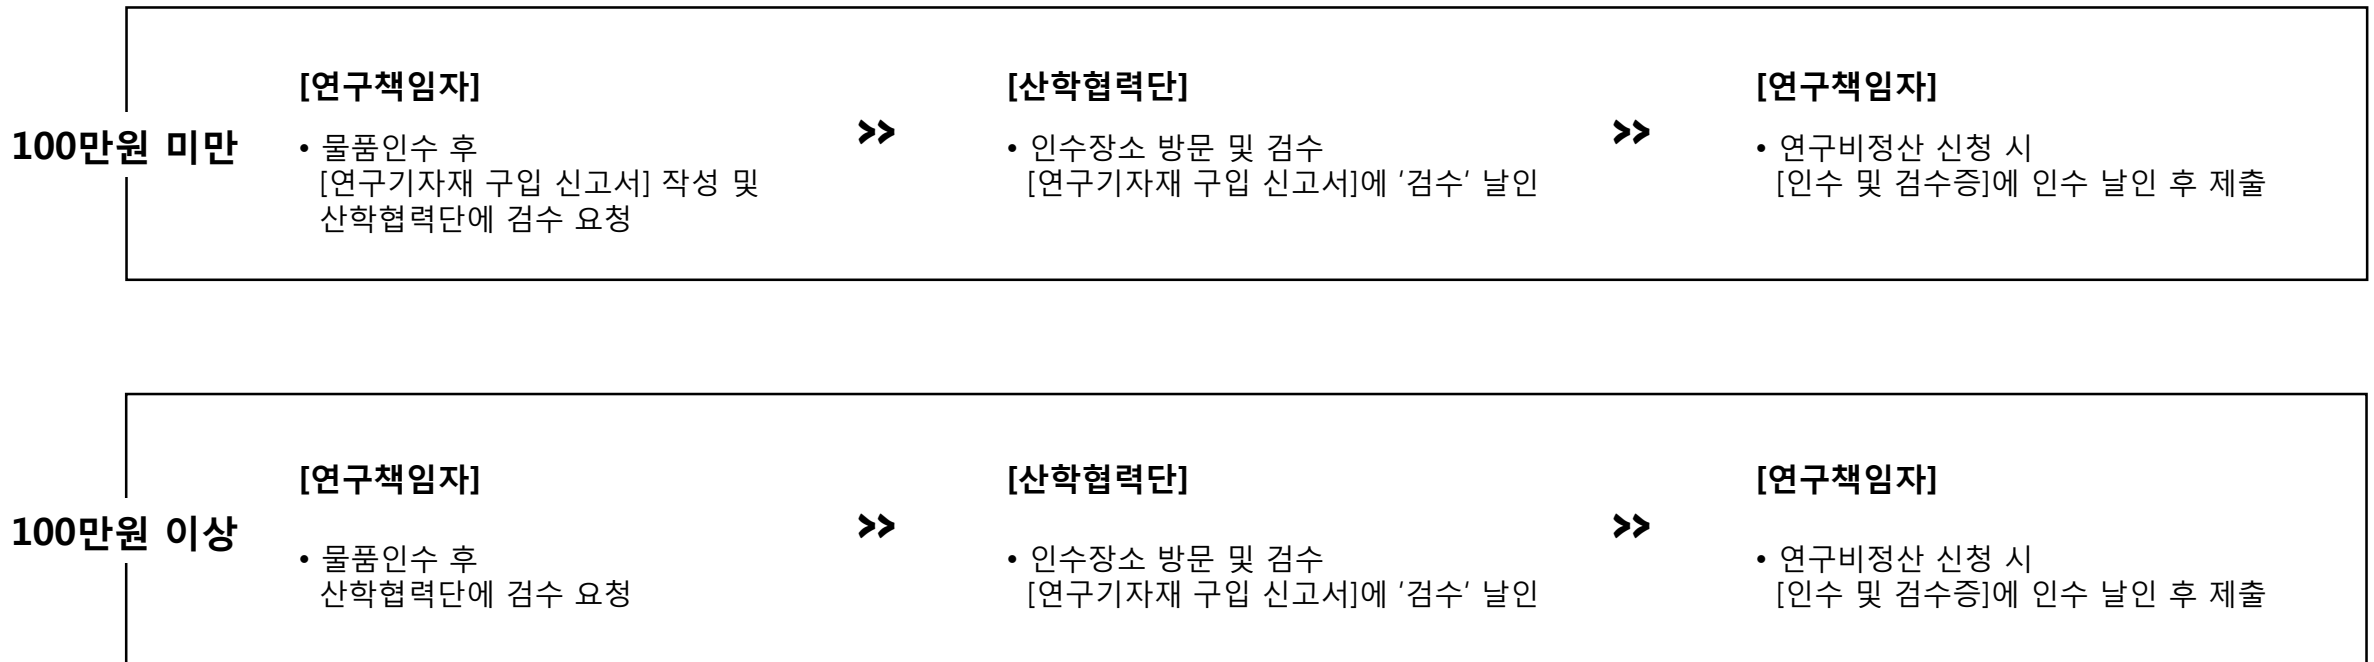 100만원 미만
[연구책임자]
• 물품인수 후
[연구기자재 구입 신고서] 작성 및
산학협력단에 검수 요청
>>
[산학협력단]
• 인수장소 방문 및 검수
[연구기자재 구입 신고서]에 ‘검수‘ 날인
>>
[연구책임자]
• 연구비정산 신청 시
[인수 및 검수증]에 인수 날인 후 제출
100만원 이상
[연구책임자]
• 물품인수 후
산학협력단에 검수 요청
>>
[산학협력단]
• 인수장소 방문 및 검수
[연구기자재 구입 신고서]에 ‘검수‘ 날인
>>
[연구책임자]
• 연구비정산 신청 시
[인수 및 검수증]에 인수 날인 후 제출